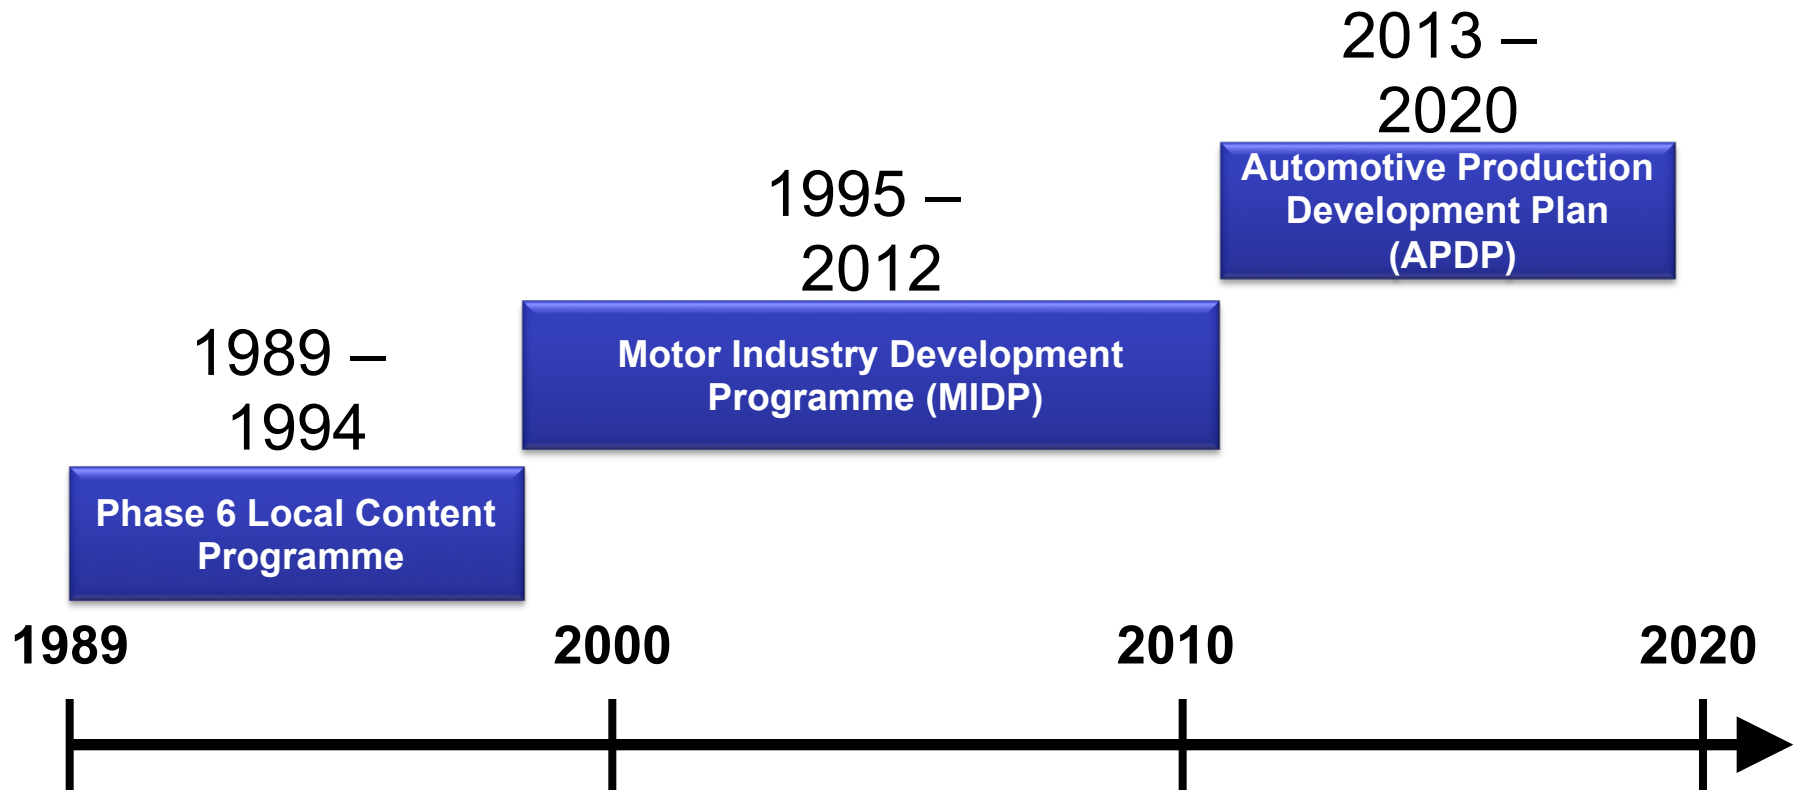 2013 –
2020
Automotive Production
Development Plan
(APDP)
1995 –
2012
Motor Industry Development
Programme (MIDP)
1989 –
1994
Phase 6 Local Content
Programme
1989
2000
2010
2020